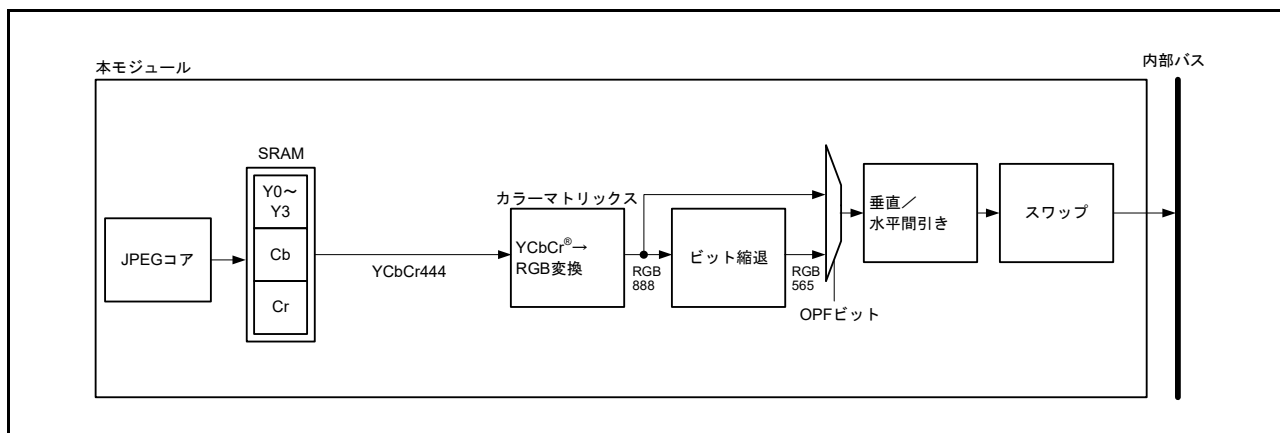 本モジュール
内部バス
SRAM
Y0～
Y3
Cb
Cr
JPEGコア
YCbCr444
カラーマトリックス
YCbCr®→
RGB変換
RGB
888
ビット縮退
RGB
565
OPFビット
垂直／
水平間引き
スワップ